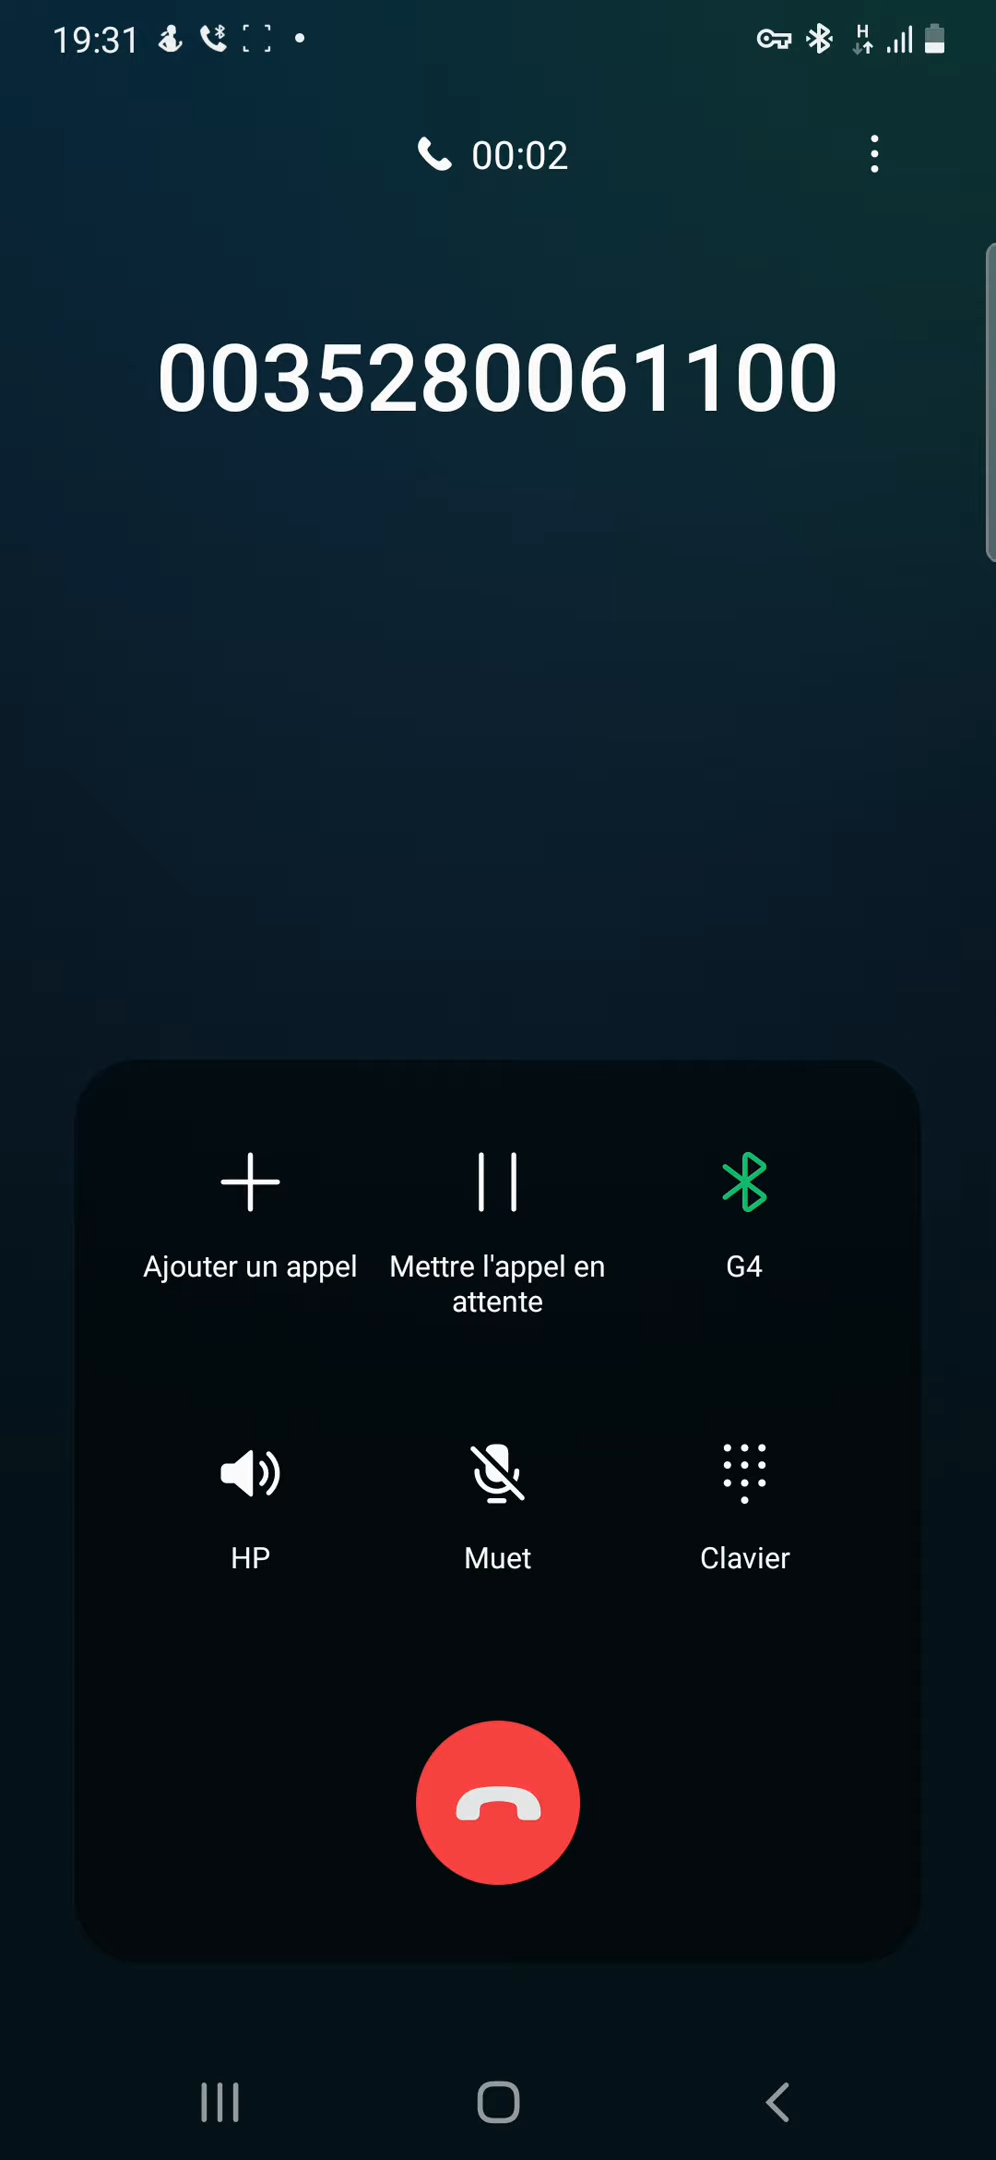 19:31
H
00:02
0035280061100
Ajouter un appel
Mettre l'appel en
attente
G4
HP
Muet
Clavier